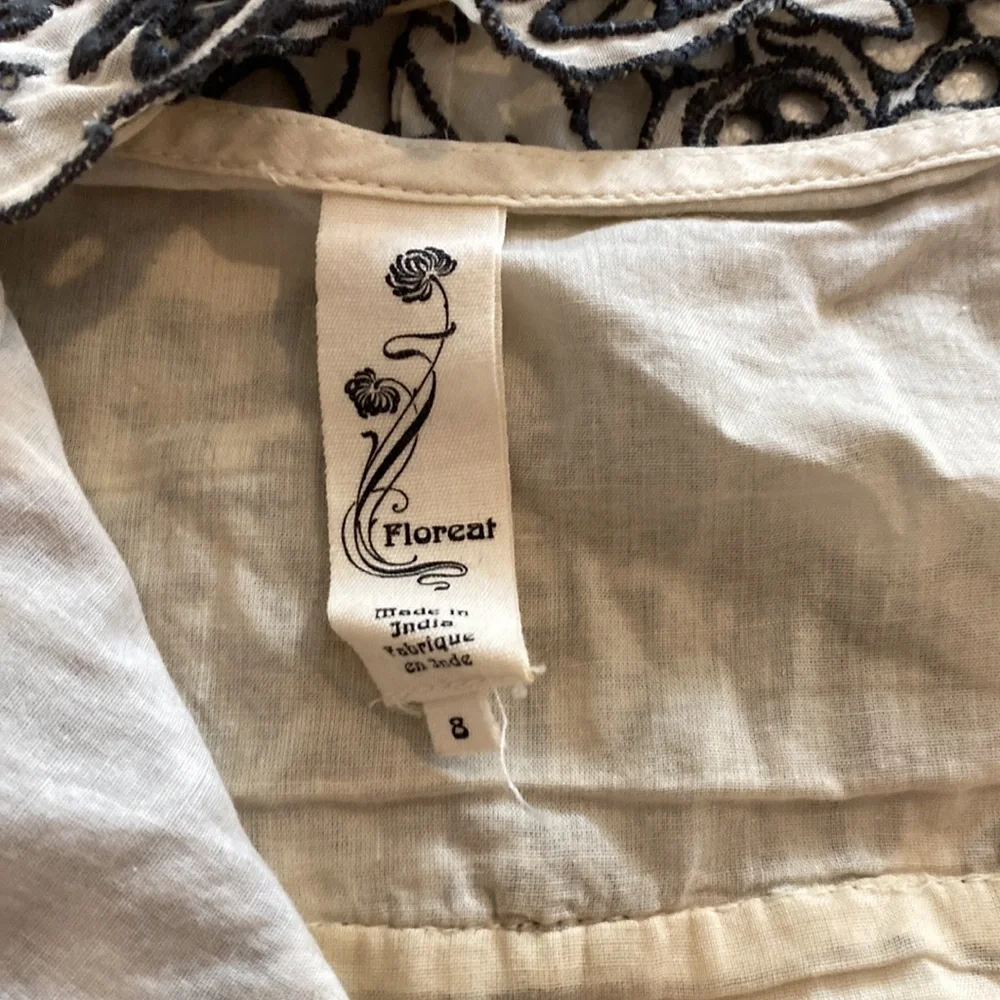 Floreat
Made in
India
Fabrique
en Inde
8